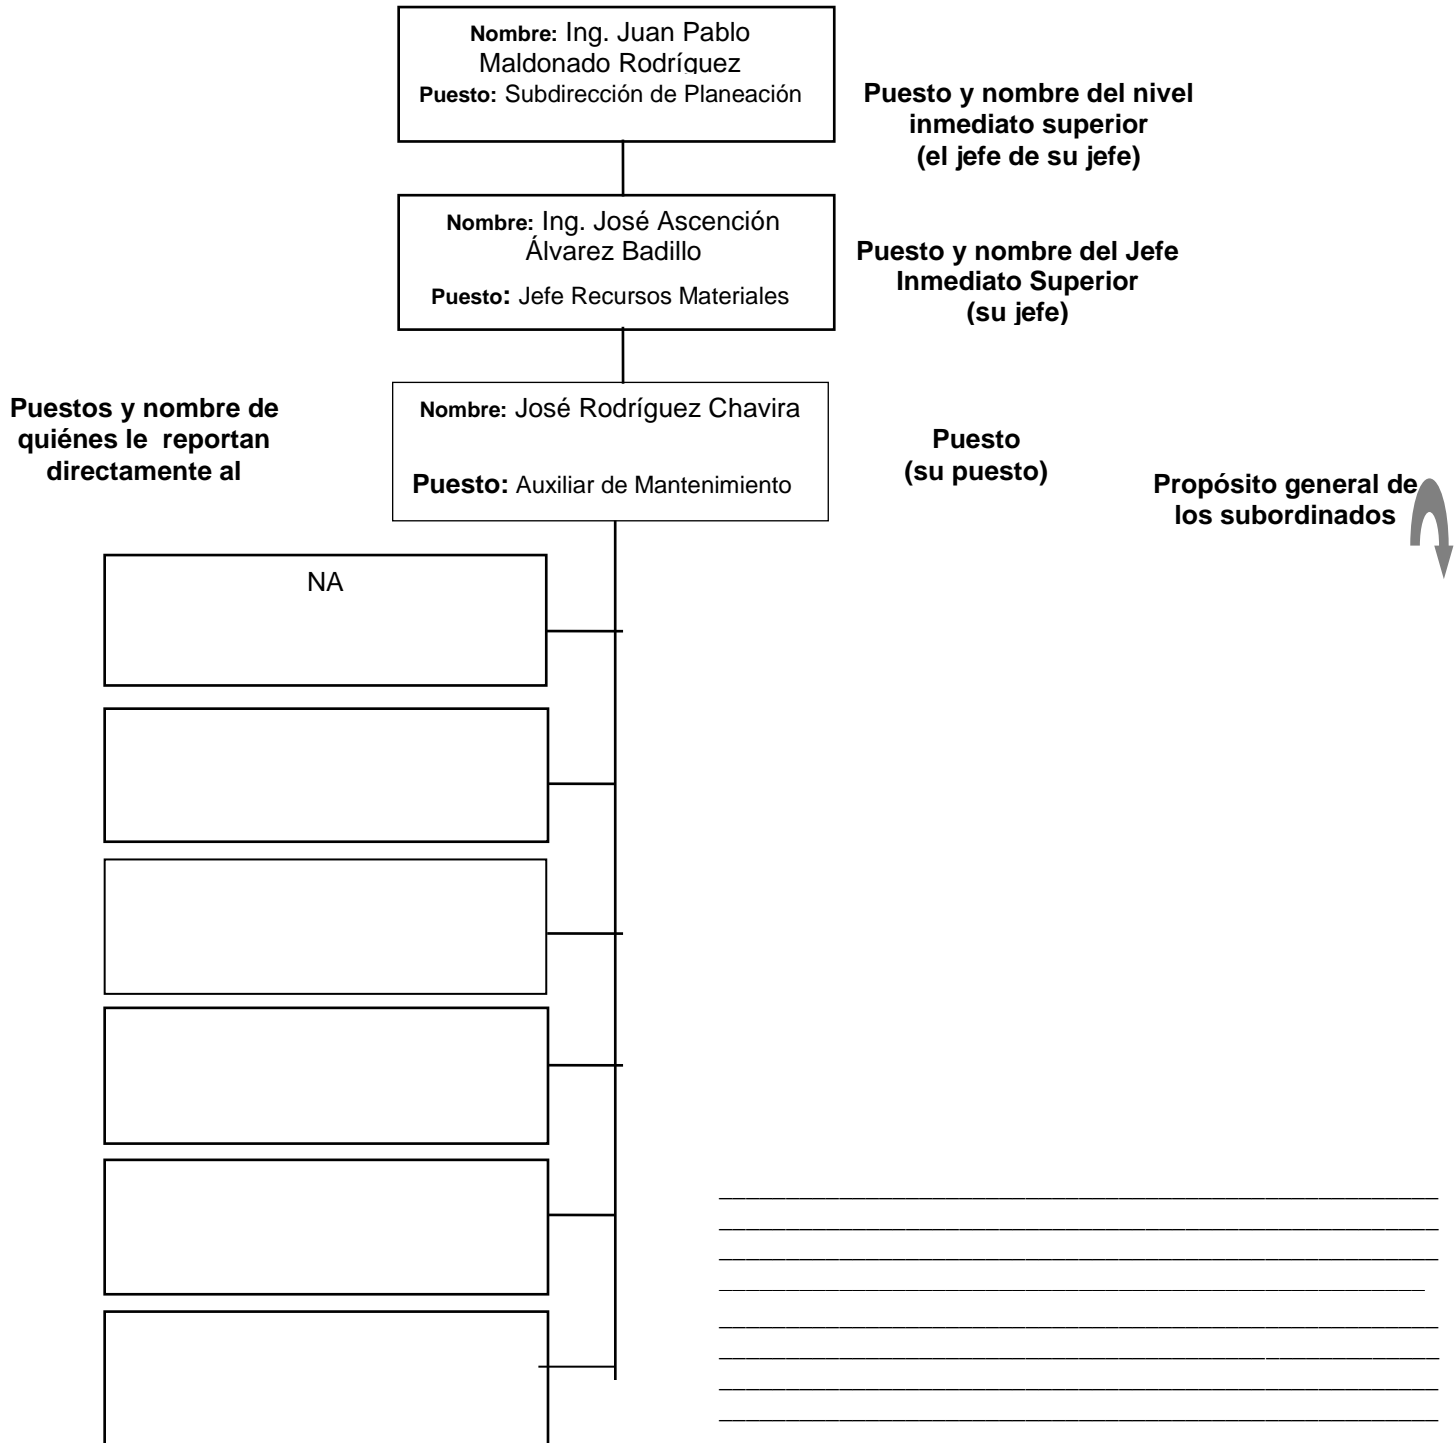 Nombre: Ing. Juan Pablo
Maldonado Rodríguez
Puesto: Subdirección de Planeación
Puesto y nombre del nivel
inmediato superior
(el jefe de su jefe)
Nombre: Ing. José Ascención
Álvarez Badillo
Puesto: Jefe Recursos Materiales
Puesto y nombre del Jefe
Inmediato Superior
(su jefe)
Puestos y nombre de
quiénes le reportan
directamente al
Nombre: José Rodríguez Chavira
Puesto: Auxiliar de Mantenimiento
Puesto
(su puesto)
Propósito general de
los subordinados
NA